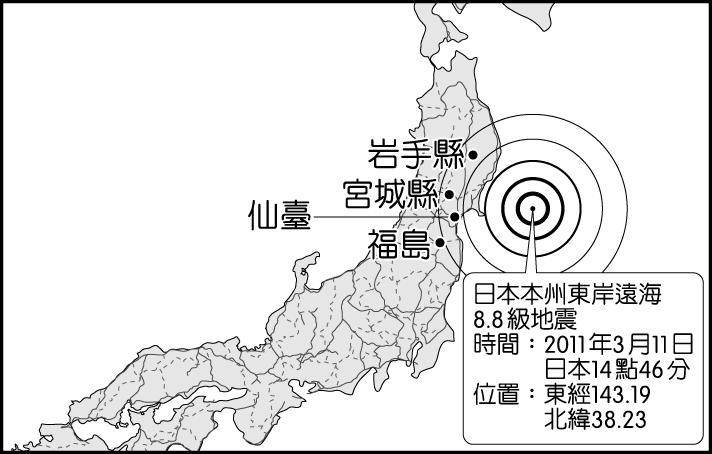 岩手縣
宮城縣
仙臺
福島
日本本州東岸遠海
8.8級地震
時間：2011年3月11日
日本14點46分
位置：東經143.19
北緯38.23